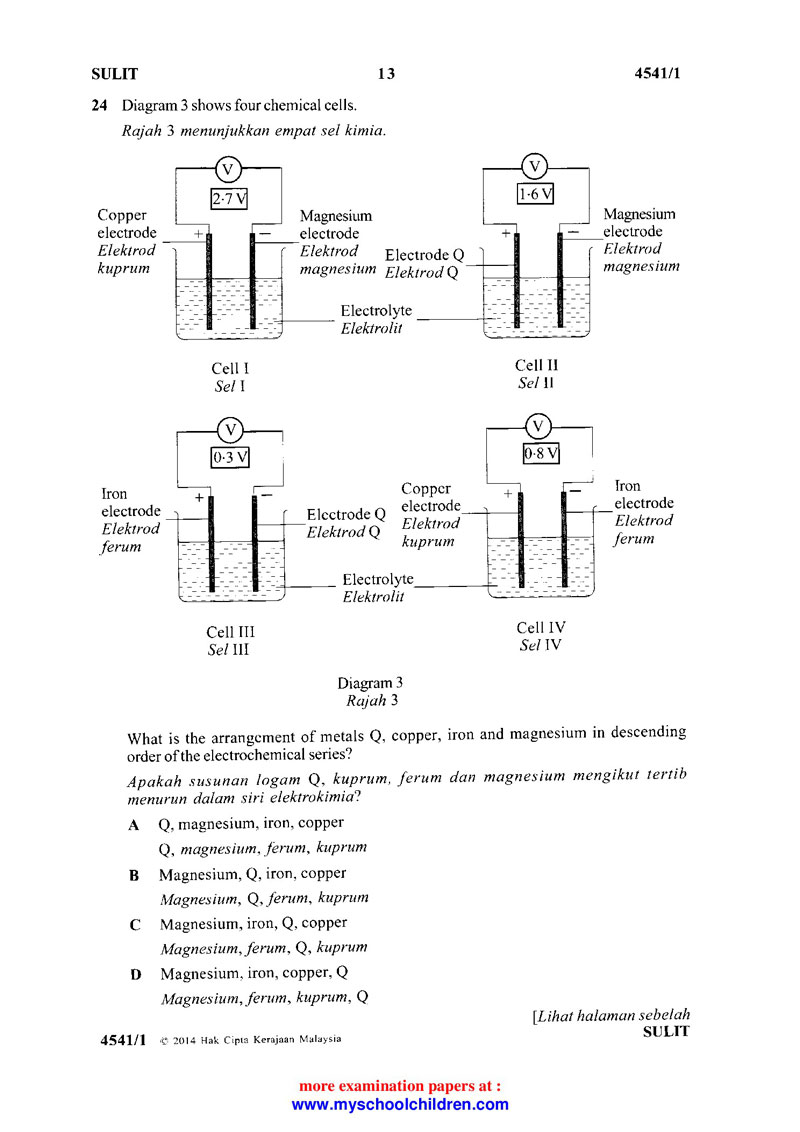 SULIT 13 4541/1
24 Diagram 3 shows four chemical cells.
Rajah 3 menunjukkan empat sel kimia.
V
2·7 V
Copper
electrode
Elektrod
kuprum
+
−
Magnesium
electrode
Elektrod
magnesium
V
1·6 V
Electrode Q
Elektrod Q
+
−
Magnesium
electrode
Elektrod
magnesium
Electrolyte
Elektrolit
Cell I
Sel I
Cell II
Sel II
V
0·3 V
Iron
electrode
Elektrod
ferum
+
−
Electrode Q
Elektrod Q
V
0·8 V
Copper
electrode
Elektrod
kuprum
+
−
Iron
electrode
Elektrod
ferum
Electrolyte
Elektrolit
Cell III
Sel III
Cell IV
Sel IV
Diagram 3
Rajah 3
What is the arrangement of metals Q, copper, iron and magnesium in descending
order of the electrochemical series?
Apakah susunan logam Q, kuprum, ferum dan magnesium mengikut tertib
menurun dalam siri elektrokimia?
A Q, magnesium, iron, copper
Q, magnesium, ferum, kuprum
B Magnesium, Q, iron, copper
Magnesium, Q, ferum, kuprum
C Magnesium, iron, Q, copper
Magnesium, ferum, Q, kuprum
D Magnesium, iron, copper, Q
Magnesium, ferum, kuprum, Q
[Lihat halaman sebelah
SULIT
4541/1 © 2014 Hak Cipta Kerajaan Malaysia
more examination papers at :
www.myschoolchildren.com